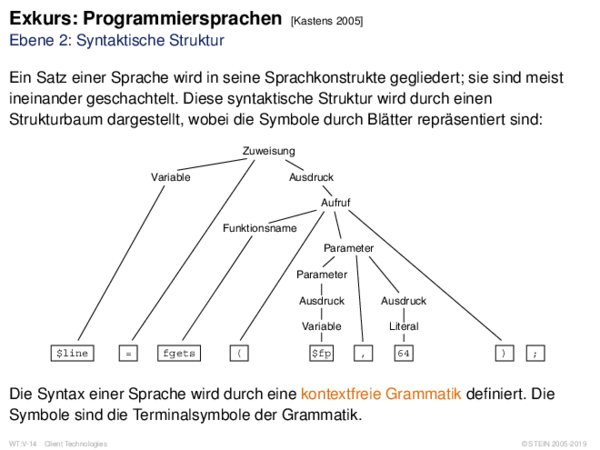 Exkurs: Programmiersprachen [Kastens 2005]
Ebene 2: Syntaktische Struktur
Ein Satz einer Sprache wird in seine Sprachkonstrukte gegliedert; sie sind meist
ineinander geschachtelt. Diese syntaktische Struktur wird durch einen
Strukturbaum dargestellt, wobei die Symbole durch Blätter repräsentiert sind:
Zuweisung
Variable Ausdruck
Aufruf
Funktionsname
Parameter
Parameter
Ausdruck Ausdruck
Variable Literal
$line = fgets ( $fp , 64 ) ;
Die Syntax einer Sprache wird durch eine kontextfreie Grammatik definiert. Die
Symbole sind die Terminalsymbole der Grammatik.
WT:V-14 Client Technologies © STEIN 2005-2019